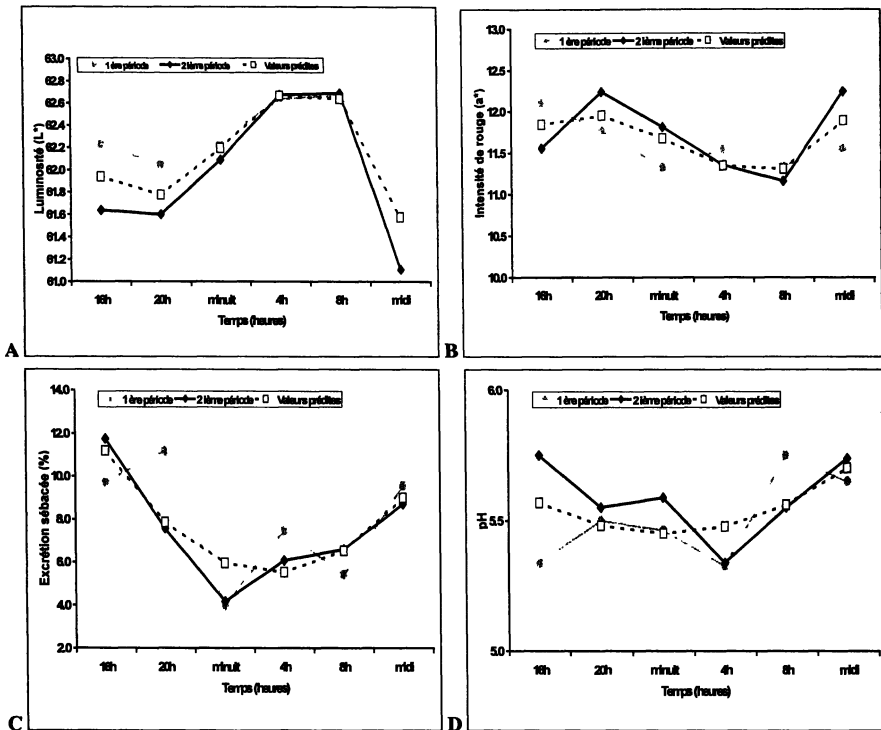 63.0
1 ère période 2 ième période Valeurs prédites
62.8
62.6
62.4
62.2
62.0
61.8
61.6
61.4
61.2
61.0
Luminosité (L*)
16h 20h minuit 4h 8h midi
Temps (heures)
A
13.0
1 ère période 2 ième période Valeurs prédites
12.5
12.0
11.5
11.0
10.5
10.0
Intensité de rouge (a*)
16h 20h minuit 4h 8h midi
Temps (heures)
B
14.0
1 ère période 2 ième période Valeurs prédites
12.0
10.0
8.0
6.0
4.0
2.0
Excrétion sébacée (%)
16h 20h minuit 4h 8h midi
Temps (heures)
C
6.0
1 ère période 2 ième période Valeurs prédites
5.5
5.0
pH
16h 20h minuit 4h 8h midi
Temps (heures)
D